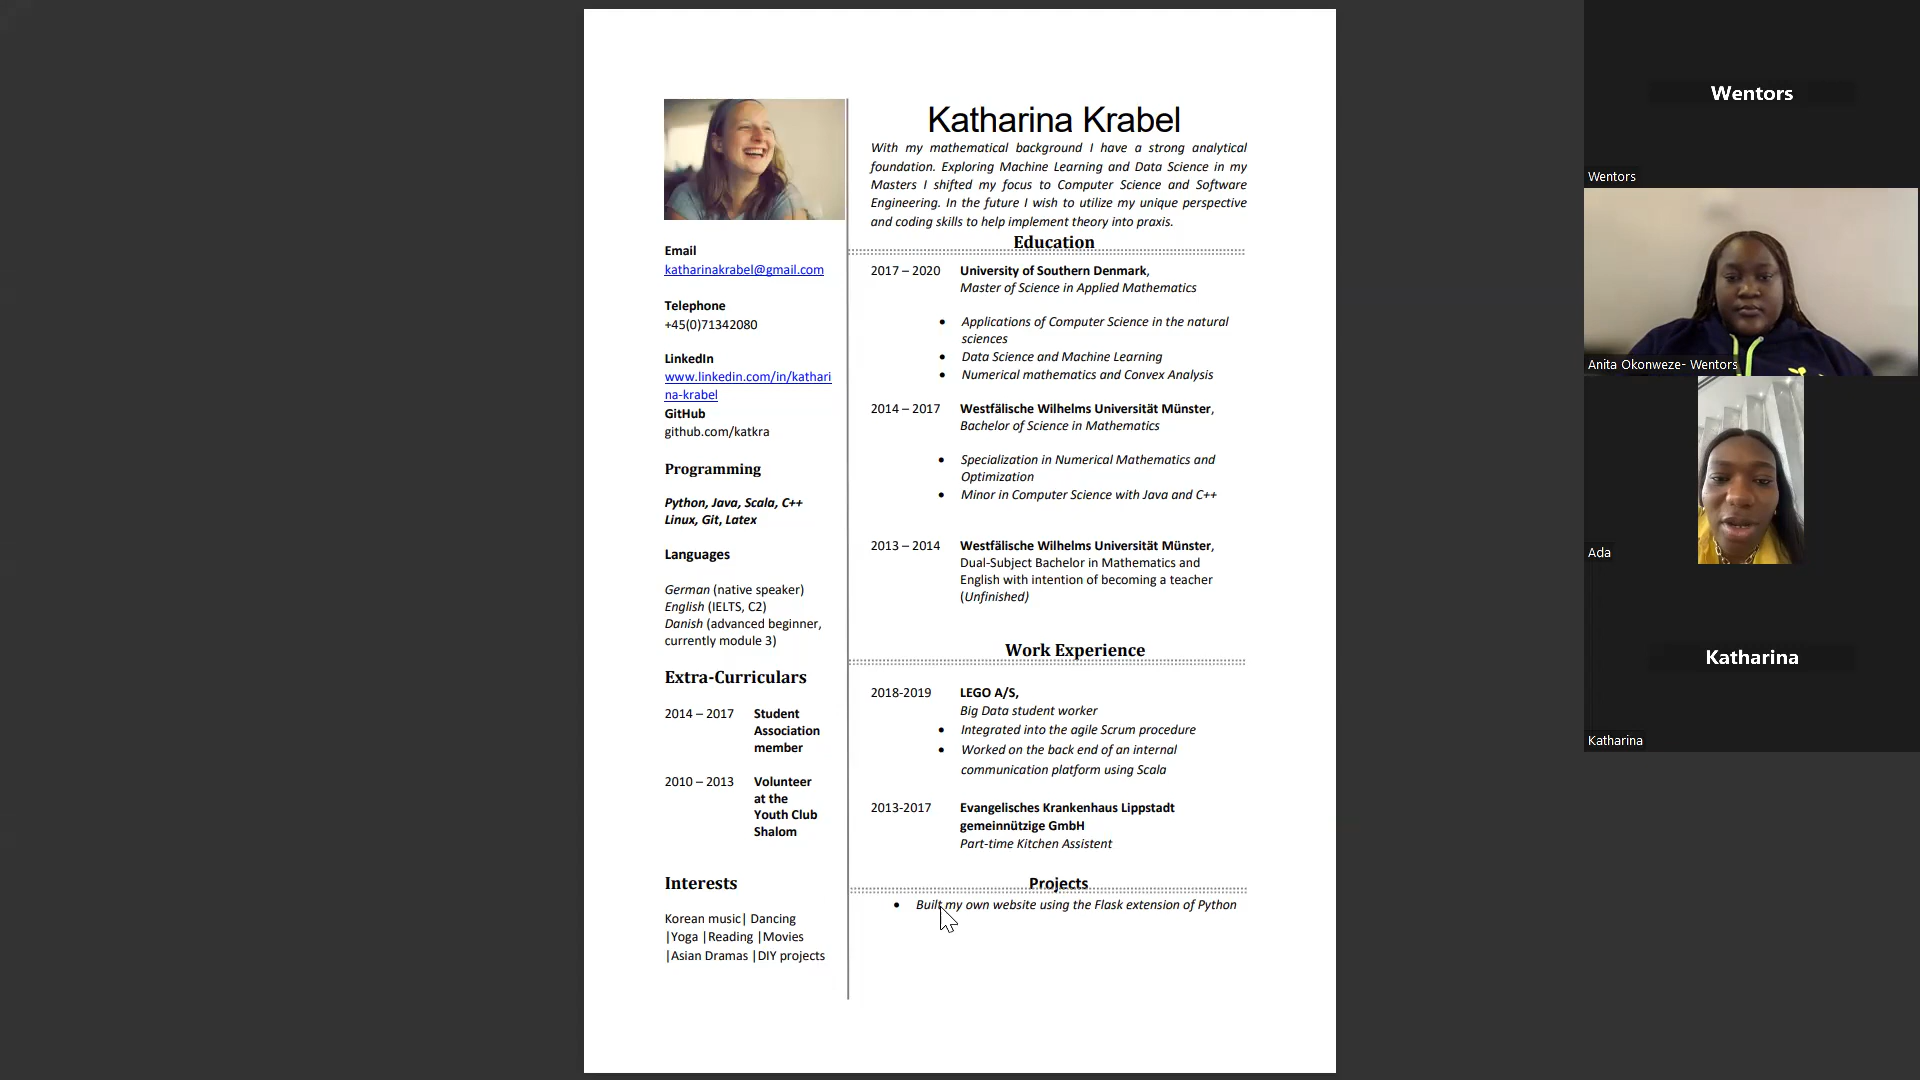 Katharina Krabel
With my mathematical background I have a strong analytical
foundation. Exploring Machine Learning and Data Science in my
Masters I shifted my focus to Computer Science and Software
Engineering. In the future I wish to utilize my unique perspective
and coding skills to help implement theory into praxis.
Email
katharinakrabel@gmail.com
Telephone
+45(0)71342080
LinkedIn
www.linkedin.com/in/kathari
na-krabel
GitHub
github.com/katkra
Programming
Python, Java, Scala, C++
Linux, Git, Latex
Languages
German (native speaker)
English (IELTS, C2)
Danish (advanced beginner,
currently module 3)
Extra-Curriculars
2014 – 2017 Student
Association
member
2010 – 2013 Volunteer
at the
Youth Club
Shalom
Interests
Korean music| Dancing
|Yoga |Reading |Movies
|Asian Dramas |DIY projects
Education
2017 – 2020 University of Southern Denmark,
Master of Science in Applied Mathematics
• Applications of Computer Science in the natural
sciences
• Data Science and Machine Learning
• Numerical mathematics and Convex Analysis
2014 – 2017 Westfälische Wilhelms Universität Münster,
Bachelor of Science in Mathematics
• Specialization in Numerical Mathematics and
Optimization
• Minor in Computer Science with Java and C++
2013 – 2014 Westfälische Wilhelms Universität Münster,
Dual-Subject Bachelor in Mathematics and
English with intention of becoming a teacher
(Unfinished)
Work Experience
2018-2019 LEGO A/S,
Big Data student worker
• Integrated into the agile Scrum procedure
• Worked on the back end of an internal
communication platform using Scala
2013-2017 Evangelisches Krankenhaus Lippstadt
gemeinnützige GmbH
Part-time Kitchen Assistent
Projects
• Built my own website using the Flask extension of Python
Wentors
Wentors
Anita Okonweze- Wentors
Ada
Katharina
Katharina